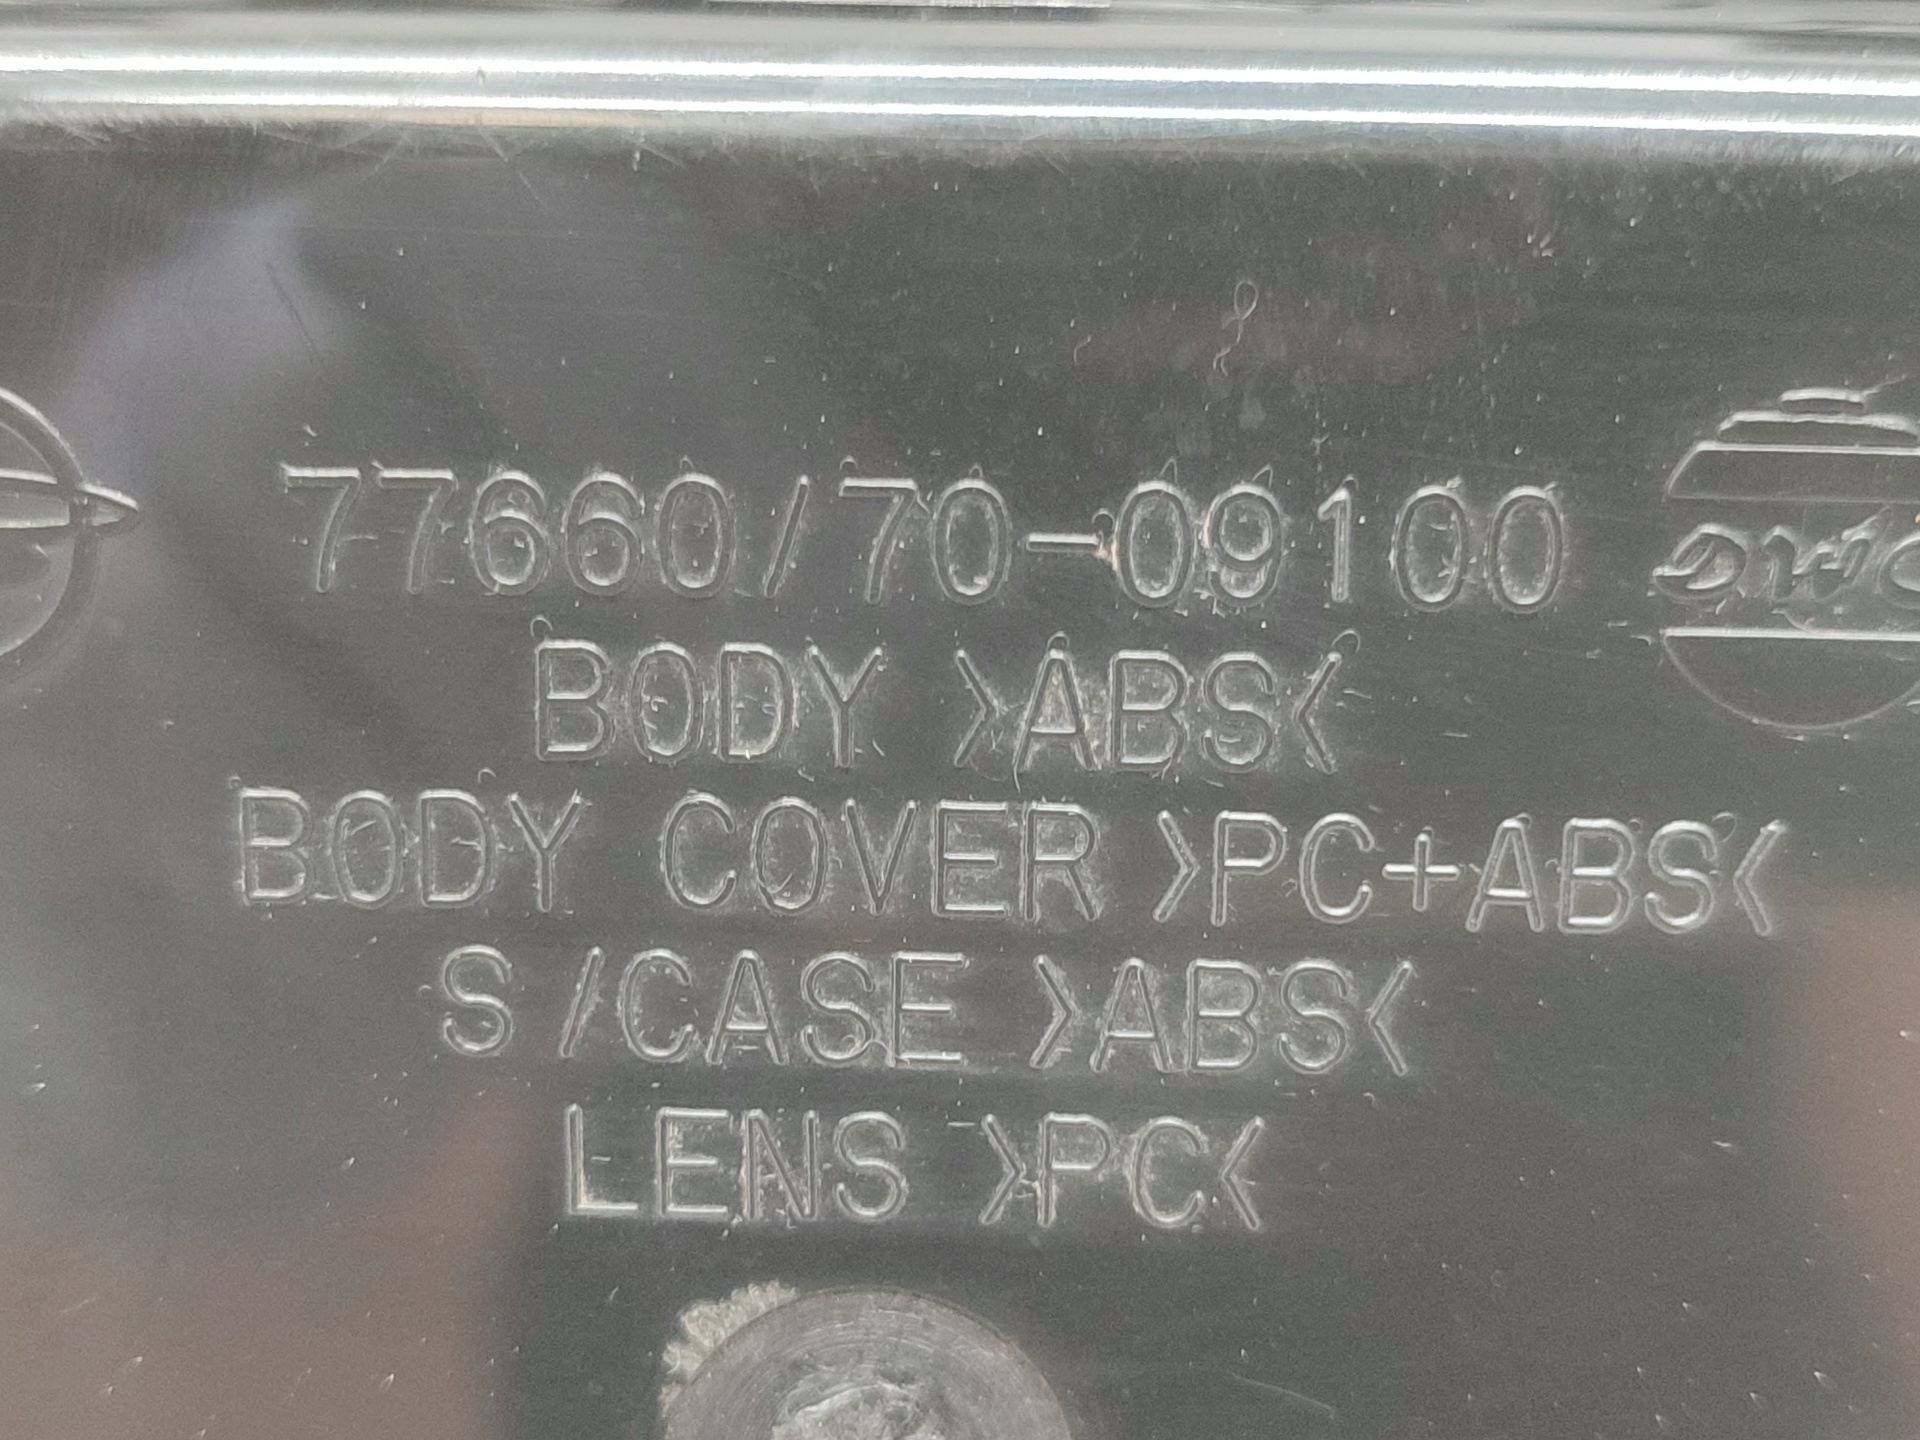 77660/70-09100
BODY >ABS<
BODY COVER >PC+ABS<
S/CASE >ABS<
LENS >PC<